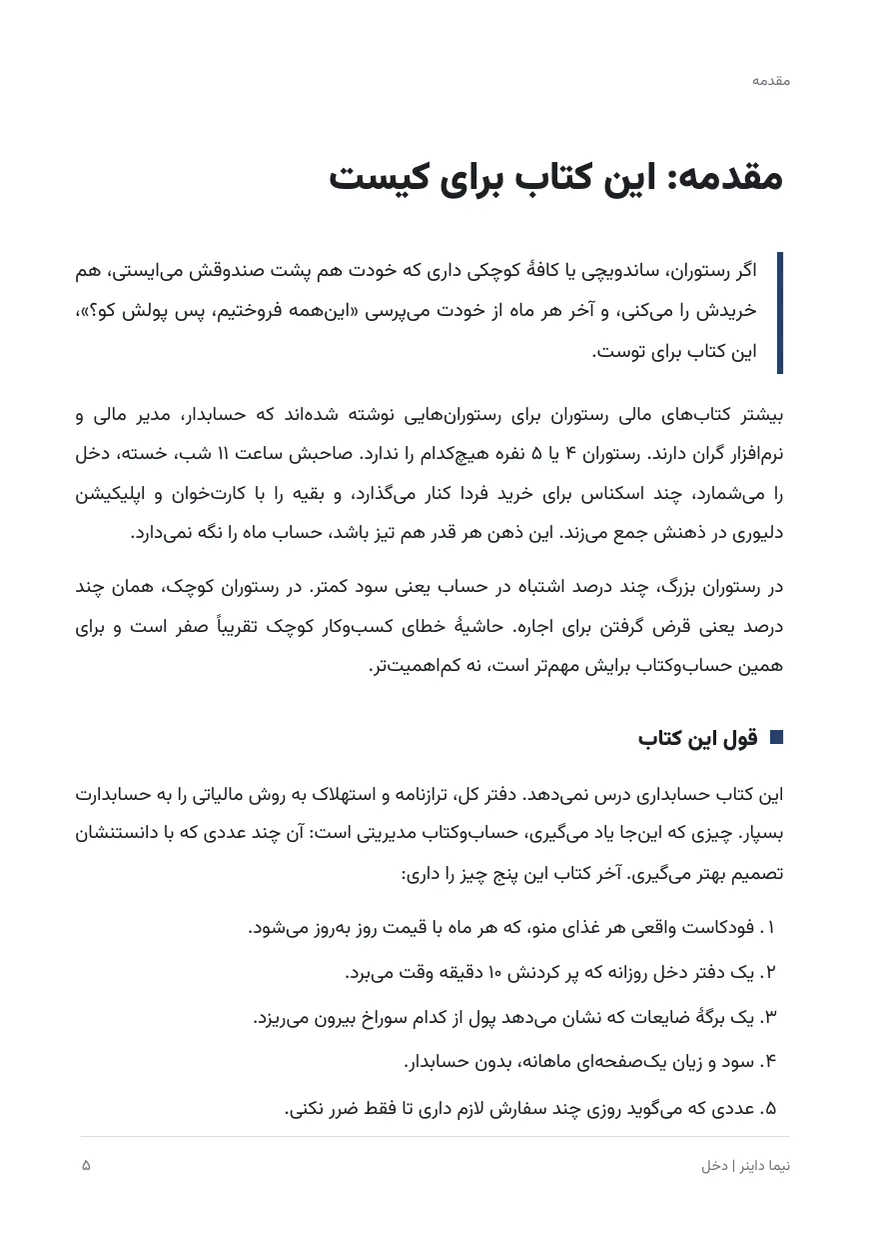 مقدمه
مقدمه: این کتاب برای کیست
اگر رستوران، ساندویچی یا کافهٔ کوچکی داری که خودت هم پشت صندوقش می‌ایستی، هم
خریدش را می‌کنی، و آخر هر ماه از خودت می‌پرسی «این‌همه فروختیم، پس پولش کو؟»،
این کتاب برای توست.
بیشتر کتاب‌های مالی رستوران برای رستوران‌هایی نوشته شده‌اند که حسابدار، مدیر مالی و
نرم‌افزار گران دارند. رستوران ۴ یا ۵ نفره هیچ‌کدام را ندارد. صاحبش ساعت ۱۱ شب، خسته، دخل
را می‌شمارد، چند اسکناس برای خرید فردا کنار می‌گذارد، و بقیه را با کارت‌خوان و اپلیکیشن
دلیوری در ذهنش جمع می‌زند. این ذهن هر قدر هم تیز باشد، حساب ماه را نگه نمی‌دارد.
در رستوران بزرگ، چند درصد اشتباه در حساب یعنی سود کمتر. در رستوران کوچک، همان چند
درصد یعنی قرض گرفتن برای اجاره. حاشیهٔ خطای کسب‌وکار کوچک تقریباً صفر است و برای
همین حساب‌وکتاب برایش مهم‌تر است، نه کم‌اهمیت‌تر.
قول این کتاب
این کتاب حسابداری درس نمی‌دهد. دفتر کل، ترازنامه و استهلاک به روش مالیاتی را به حسابدارت
بسپار. چیزی که این‌جا یاد می‌گیری، حساب‌وکتاب مدیریتی است: آن چند عددی که با دانستنشان
تصمیم بهتر می‌گیری. آخر کتاب این پنج چیز را داری:
۱. فودکاست واقعی هر غذای منو، که هر ماه با قیمت روز به‌روز می‌شود.
۲. یک دفتر دخل روزانه که پر کردنش ۱۰ دقیقه وقت می‌برد.
۳. یک برگهٔ ضایعات که نشان می‌دهد پول از کدام سوراخ بیرون می‌ریزد.
۴. سود و زیان یک‌صفحه‌ای ماهانه، بدون حسابدار.
۵. عددی که می‌گوید روزی چند سفارش لازم داری تا فقط ضرر نکنی.
نیما داینر | دخل
۵